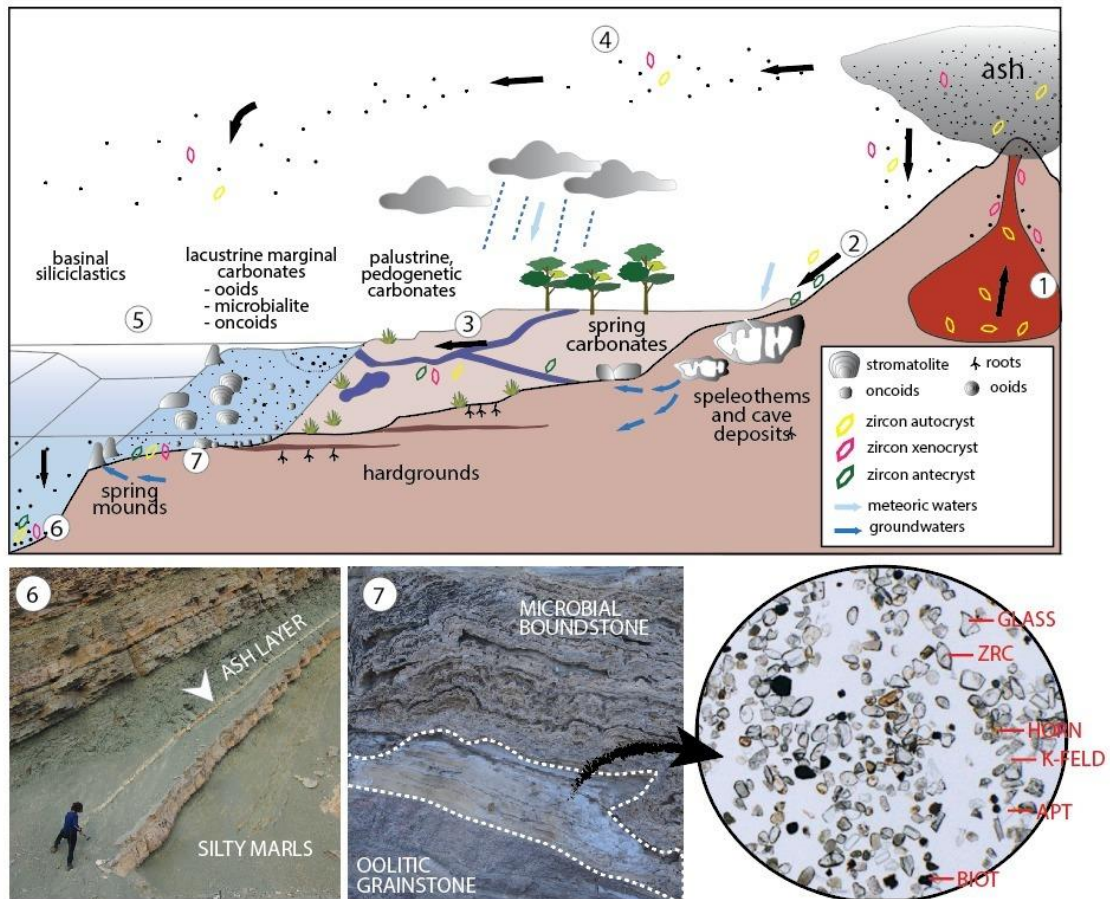 4
ash
2
1
basinal
siliciclastics
lacustrine marginal
carbonates
- ooids
- microbialite
- oncoids
palustrine,
pedogenetic
carbonates
5
3
spring
carbonates
speleothems
and cave
deposits
7
hardgrounds
spring
mounds
6
stromatolite
roots
oncoids
ooids
zircon autocryst
zircon xenocryst
zircon antecryst
meteoric waters
groundwaters
6
ASH LAYER
SILTY MARLS
7
MICROBIAL
BOUNDSTONE
OOLITIC
GRAINSTONE
GLASS
ZRC
HORN
K-FELD
APT
BIOT